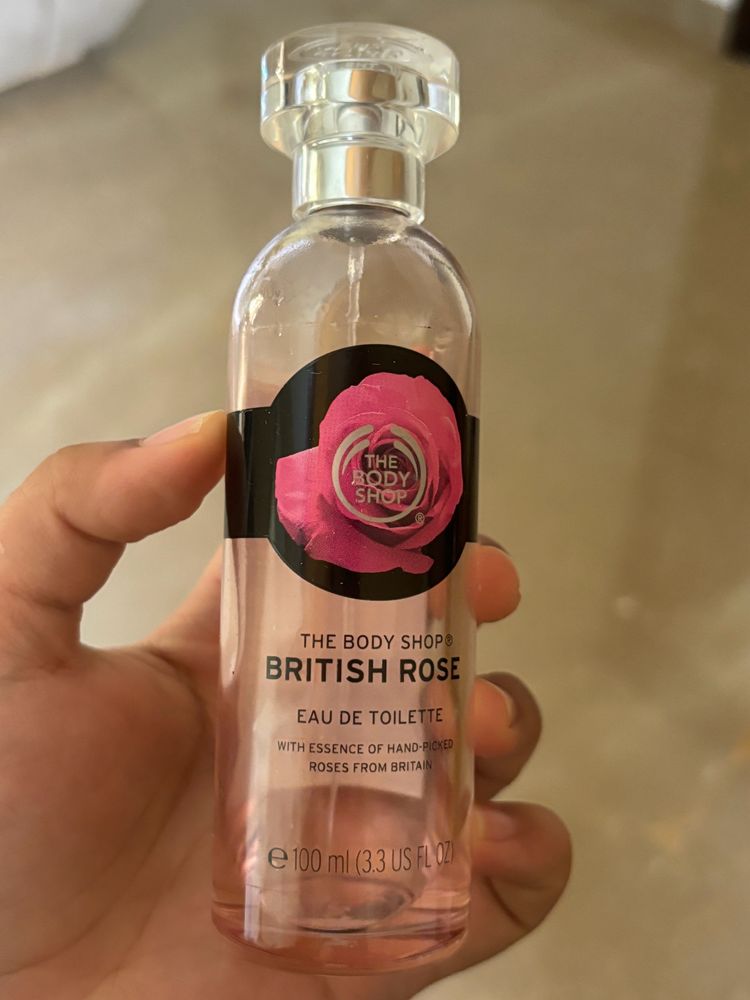 THE
BODY
SHOP
®
THE BODY SHOP®
BRITISH ROSE
EAU DE TOILETTE
WITH ESSENCE OF HAND-PICKED
ROSES FROM BRITAIN
℮ 100 ml (3.3 US FL OZ)